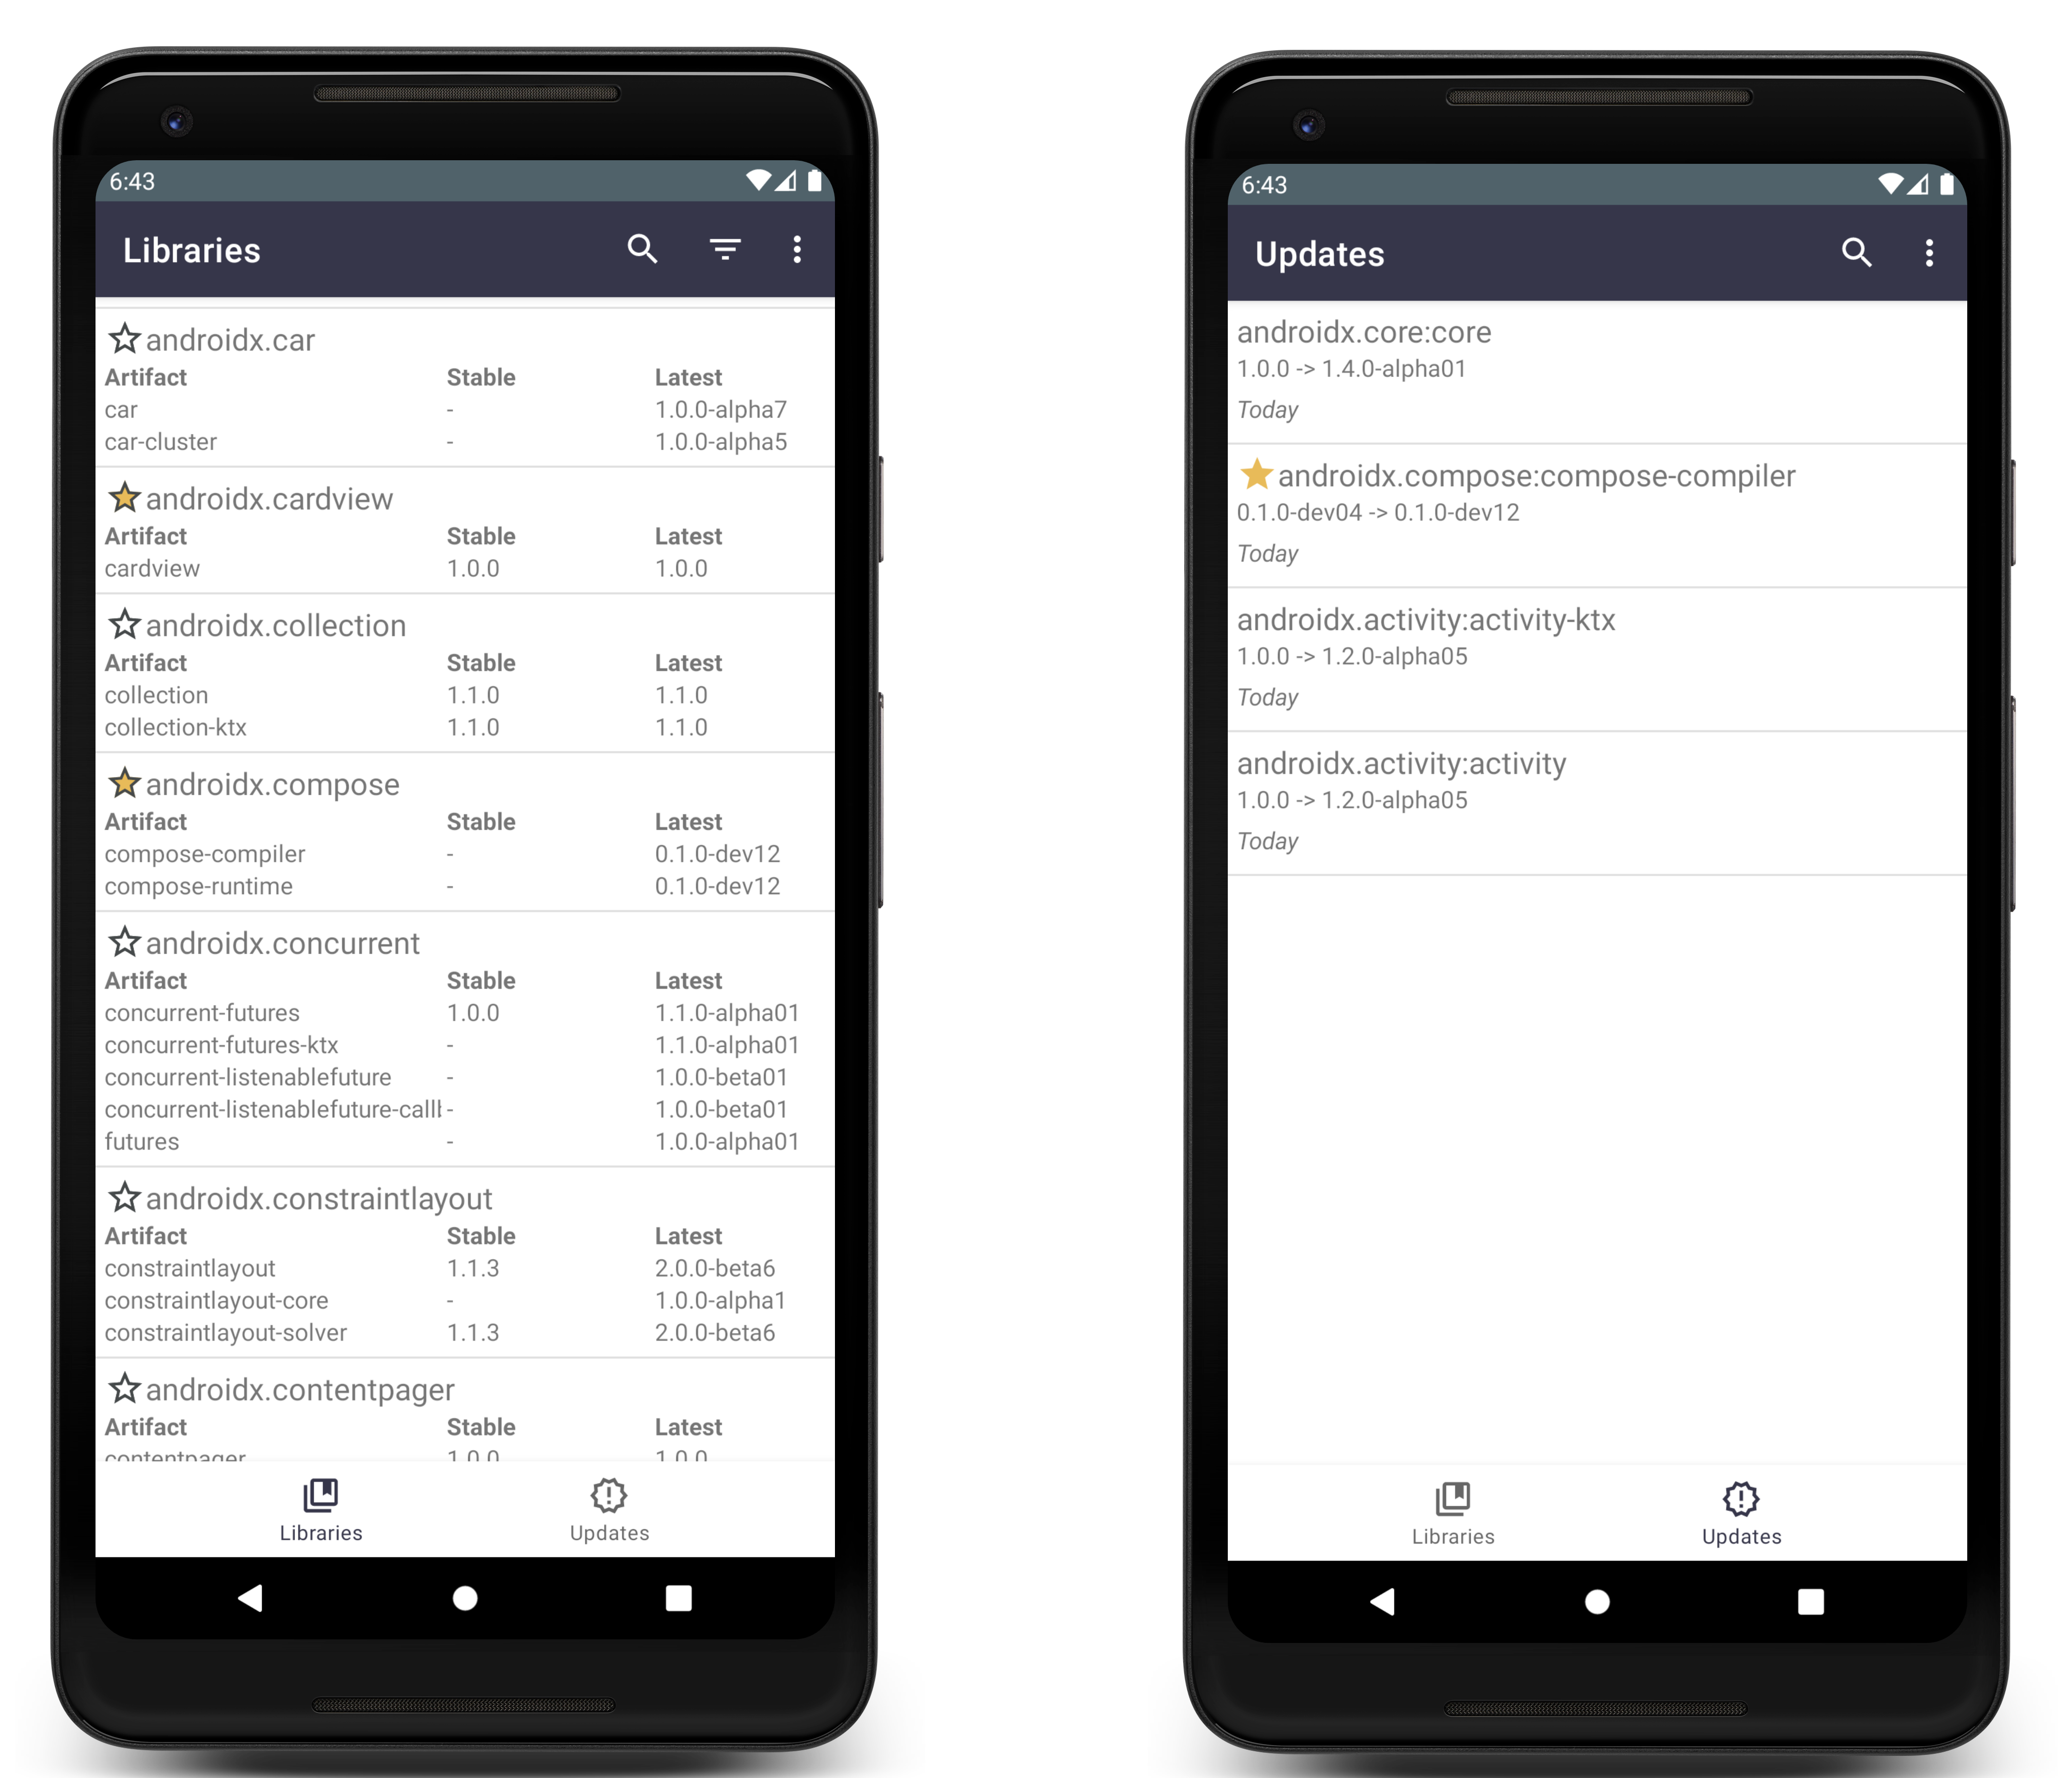 6:43
Libraries
androidx.car
Artifact Stable Latest
car - 1.0.0-alpha7
car-cluster - 1.0.0-alpha5
androidx.cardview
Artifact Stable Latest
cardview 1.0.0 1.0.0
androidx.collection
Artifact Stable Latest
collection 1.1.0 1.1.0
collection-ktx 1.1.0 1.1.0
androidx.compose
Artifact Stable Latest
compose-compiler - 0.1.0-dev12
compose-runtime - 0.1.0-dev12
androidx.concurrent
Artifact Stable Latest
concurrent-futures 1.0.0 1.1.0-alpha01
concurrent-futures-ktx - 1.1.0-alpha01
concurrent-listenablefuture - 1.0.0-beta01
concurrent-listenablefuture-call - 1.0.0-beta01
futures - 1.0.0-alpha01
androidx.constraintlayout
Artifact Stable Latest
constraintlayout 1.1.3 2.0.0-beta6
constraintlayout-core - 1.0.0-alpha1
constraintlayout-solver 1.1.3 2.0.0-beta6
androidx.contentpager
Artifact Stable Latest
contentpager 1.0.0 1.0.0
Libraries Updates
6:43
Updates
androidx.core:core
1.0.0 -> 1.4.0-alpha01
Today
androidx.compose:compose-compiler
0.1.0-dev04 -> 0.1.0-dev12
Today
androidx.activity:activity-ktx
1.0.0 -> 1.2.0-alpha05
Today
androidx.activity:activity
1.0.0 -> 1.2.0-alpha05
Today
Libraries Updates